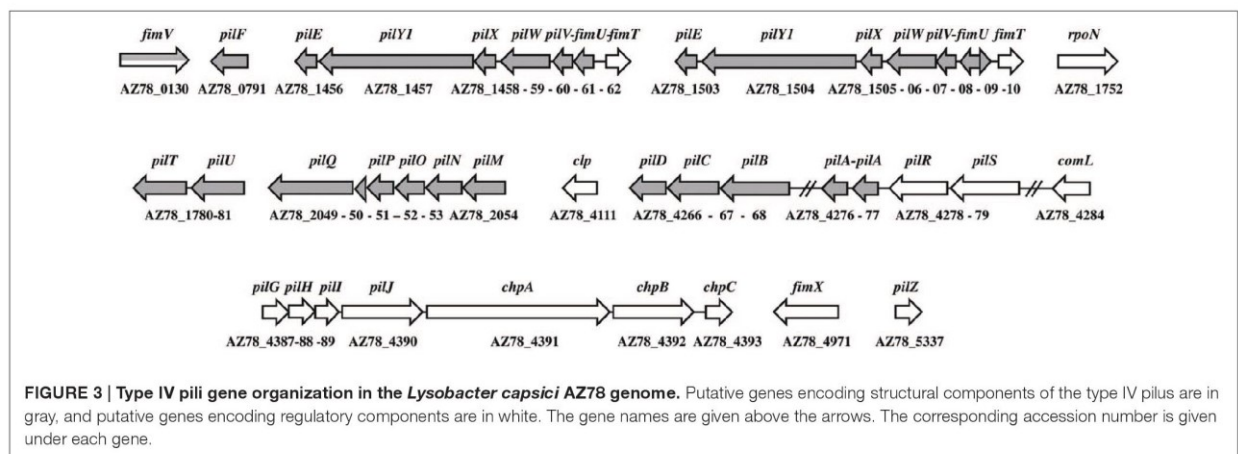 fimV pilF pilE pilY1 pilX pilW pilV-fimU-fimT pilE pilY1 pilX pilW pilV-fimU fimT rpoN
AZ78_0130 AZ78_0791 AZ78_1456 AZ78_1457 AZ78_1458 - 59 - 60 - 61 - 62 AZ78_1503 AZ78_1504 AZ78_1505 - 06 - 07 - 08 - 09 -10 AZ78_1752
pilT pilU pilQ pilP pilO pilN pilM clp pilD pilC pilB pilA-pilA pilR pilS comL
AZ78_1780-81 AZ78_2049 - 50 - 51 – 52 - 53 AZ78_2054 AZ78_4111 AZ78_4266 - 67 - 68 AZ78_4276 - 77 AZ78_4278 - 79 AZ78_4284
pilG pilH pilI pilJ chpA chpB chpC fimX pilZ
AZ78_4387-88 -89 AZ78_4390 AZ78_4391 AZ78_4392 AZ78_4393 AZ78_4971 AZ78_5337
FIGURE 3 | Type IV pili gene organization in the Lysobacter capsici AZ78 genome. Putative genes encoding structural components of the type IV pilus are in
gray, and putative genes encoding regulatory components are in white. The gene names are given above the arrows. The corresponding accession number is given
under each gene.